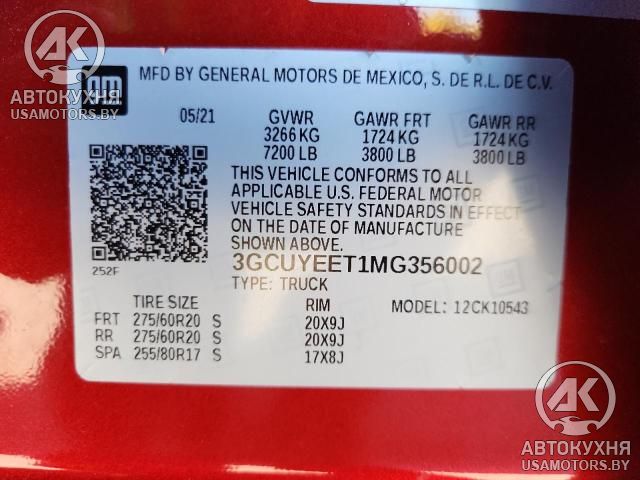 GM
MFD BY GENERAL MOTORS DE MEXICO, S. DE R.L. DE C.V.
05/21 GVWR GAWR FRT GAWR RR
3266 KG 1724 KG 1724 KG
7200 LB 3800 LB 3800 LB
THIS VEHICLE CONFORMS TO ALL
APPLICABLE U.S. FEDERAL MOTOR
VEHICLE SAFETY STANDARDS IN EFFECT
ON THE DATE OF MANUFACTURE
SHOWN ABOVE.
252F
3GCUYEET1MG356002
TYPE: TRUCK
TIRE SIZE RIM MODEL: 12CK10543
FRT 275/60R20 S 20X9J
RR 275/60R20 S 20X9J
SPA 255/80R17 S 17X8J
AK
АВТОКУХНЯ
USAMOTORS.BY
AK
АВТОКУХНЯ
USAMOTORS.BY